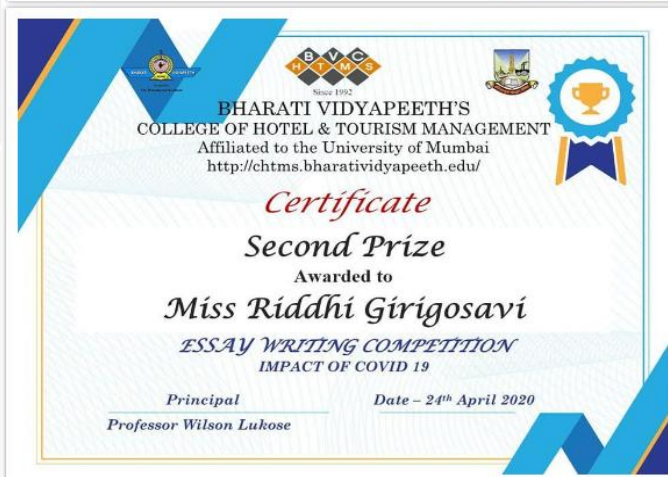 BHARATI VIDYAPEETH
B V C
H T M S
Since 1992
BHARATI VIDYAPEETH'S
COLLEGE OF HOTEL & TOURISM MANAGEMENT
Affiliated to the University of Mumbai
http://chtms.bharatividyapeeth.edu/
Certificate
Second Prize
Awarded to
Miss Riddhi Girigosavi
ESSAY WRITING COMPETITION
IMPACT OF COVID 19
Principal
Date – 24th April 2020
Professor Wilson Lukose